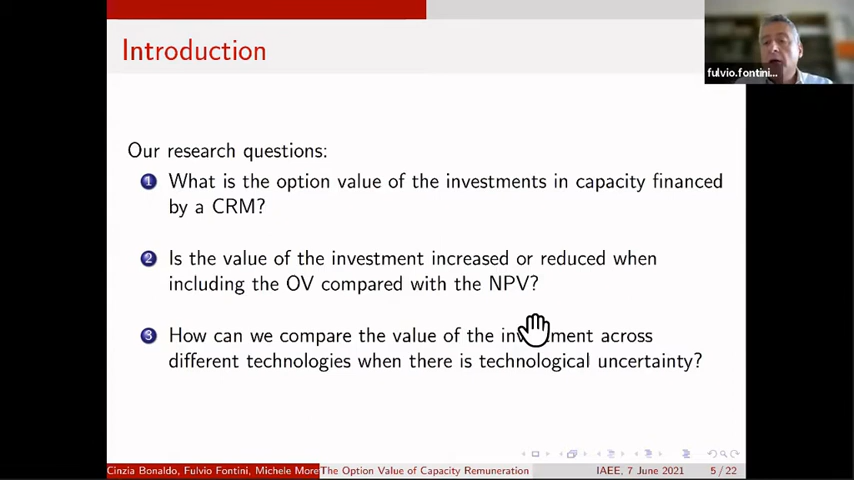 Introduction
fulvio.fontini...
Our research questions:
1 What is the option value of the investments in capacity financed
by a CRM?
2 Is the value of the investment increased or reduced when
including the OV compared with the NPV?
3 How can we compare the value of the investment across
different technologies when there is technological uncertainty?
Cinzia Bonaldo, Fulvio Fontini, Michele More The Option Value of Capacity Remuneration IAEE, 7 June 2021 5 / 22